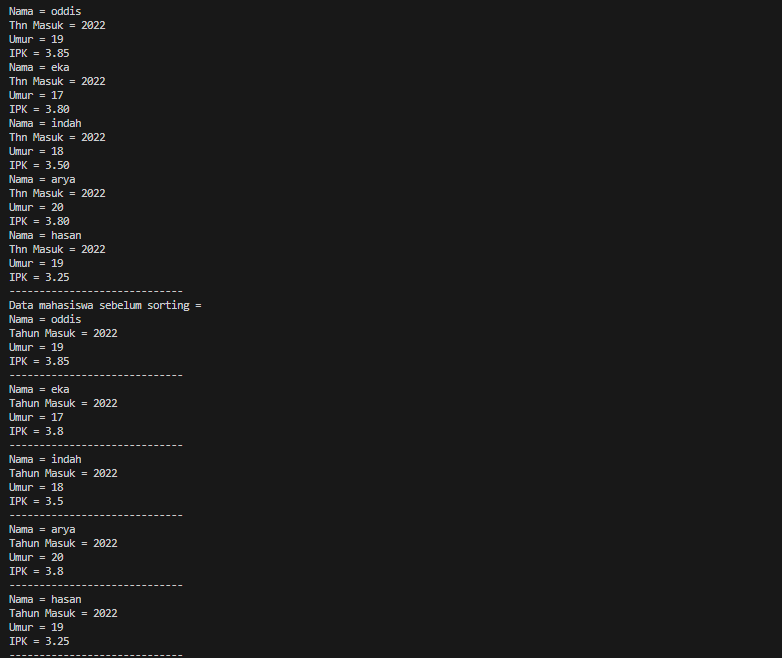 Nama = oddis
Thn Masuk = 2022
Umur = 19
IPK = 3.85
Nama = eka
Thn Masuk = 2022
Umur = 17
IPK = 3.80
Nama = indah
Thn Masuk = 2022
Umur = 18
IPK = 3.50
Nama = arya
Thn Masuk = 2022
Umur = 20
IPK = 3.80
Nama = hasan
Thn Masuk = 2022
Umur = 19
IPK = 3.25
-----------------------------
Data mahasiswa sebelum sorting =
Nama = oddis
Tahun Masuk = 2022
Umur = 19
IPK = 3.85
-----------------------------
Nama = eka
Tahun Masuk = 2022
Umur = 17
IPK = 3.8
-----------------------------
Nama = indah
Tahun Masuk = 2022
Umur = 18
IPK = 3.5
-----------------------------
Nama = arya
Tahun Masuk = 2022
Umur = 20
IPK = 3.8
-----------------------------
Nama = hasan
Tahun Masuk = 2022
Umur = 19
IPK = 3.25
-----------------------------